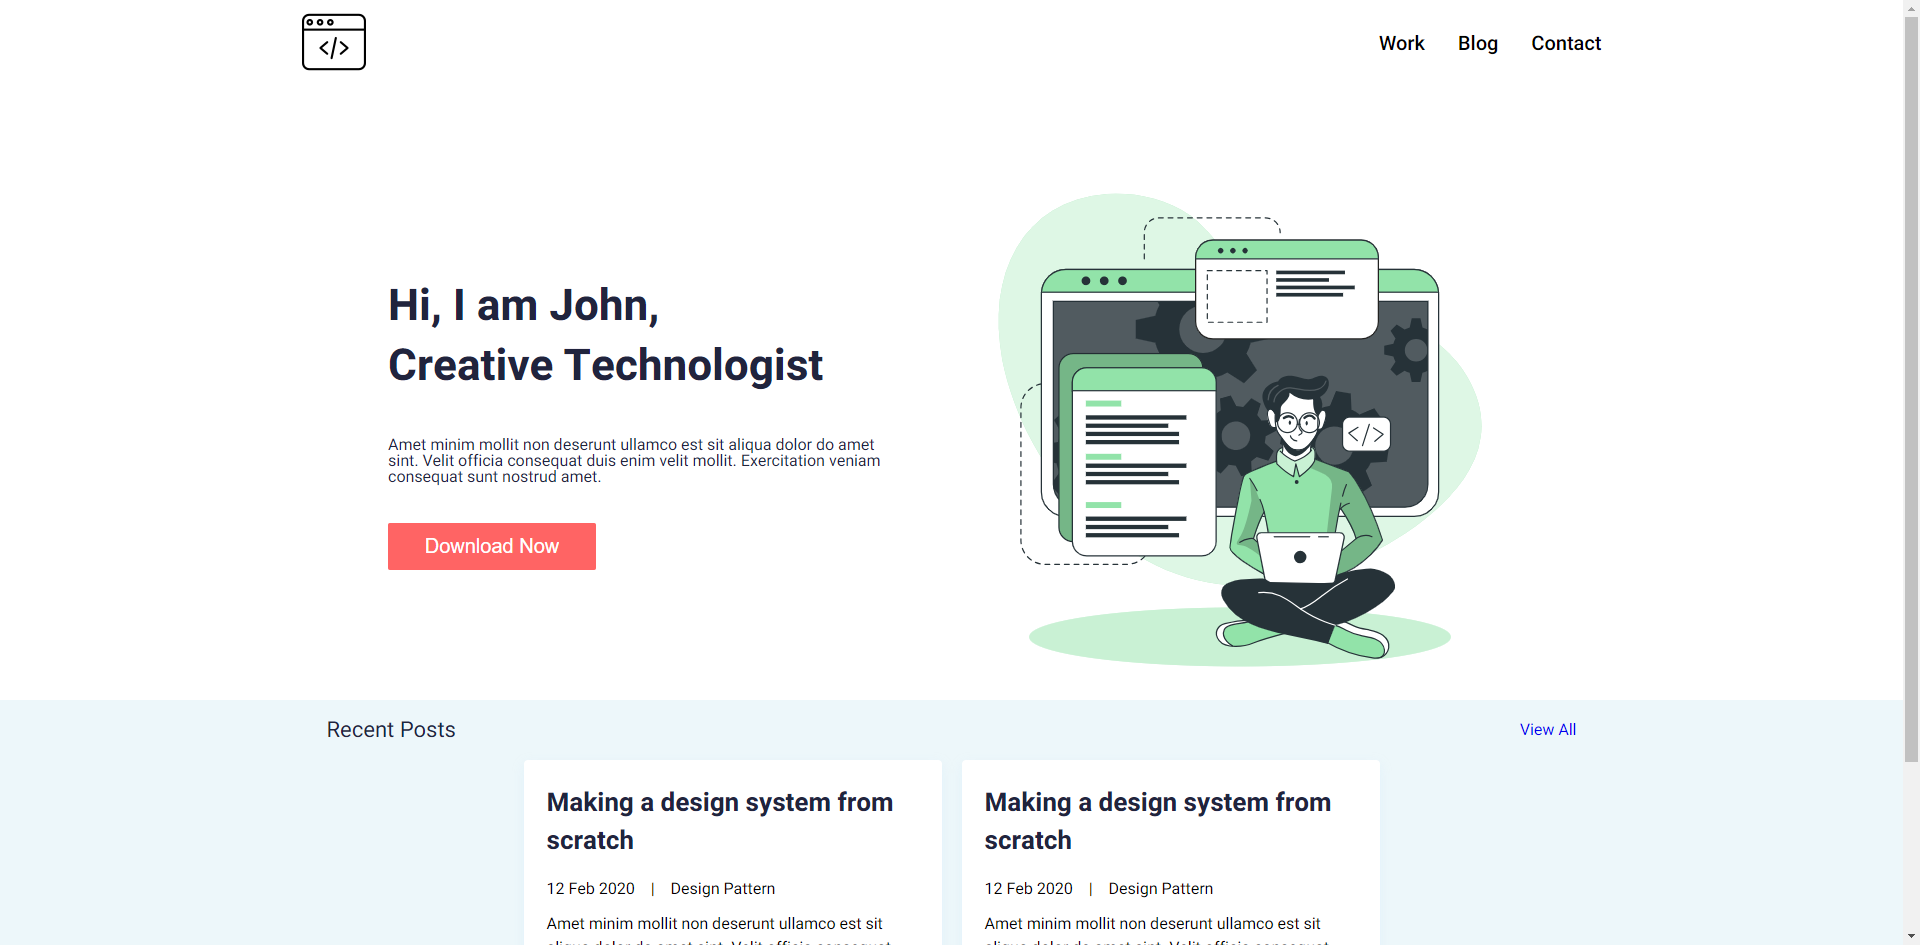 </>
Work Blog Contact
Hi, I am John,
Creative Technologist
Amet minim mollit non deserunt ullamco est sit aliqua dolor do amet
sint. Velit officia consequat duis enim velit mollit. Exercitation veniam
consequat sunt nostrud amet.
Download Now
</>
Recent Posts
View All
Making a design system from
scratch
12 Feb 2020 | Design Pattern
Amet minim mollit non deserunt ullamco est sit
Making a design system from
scratch
12 Feb 2020 | Design Pattern
Amet minim mollit non deserunt ullamco est sit